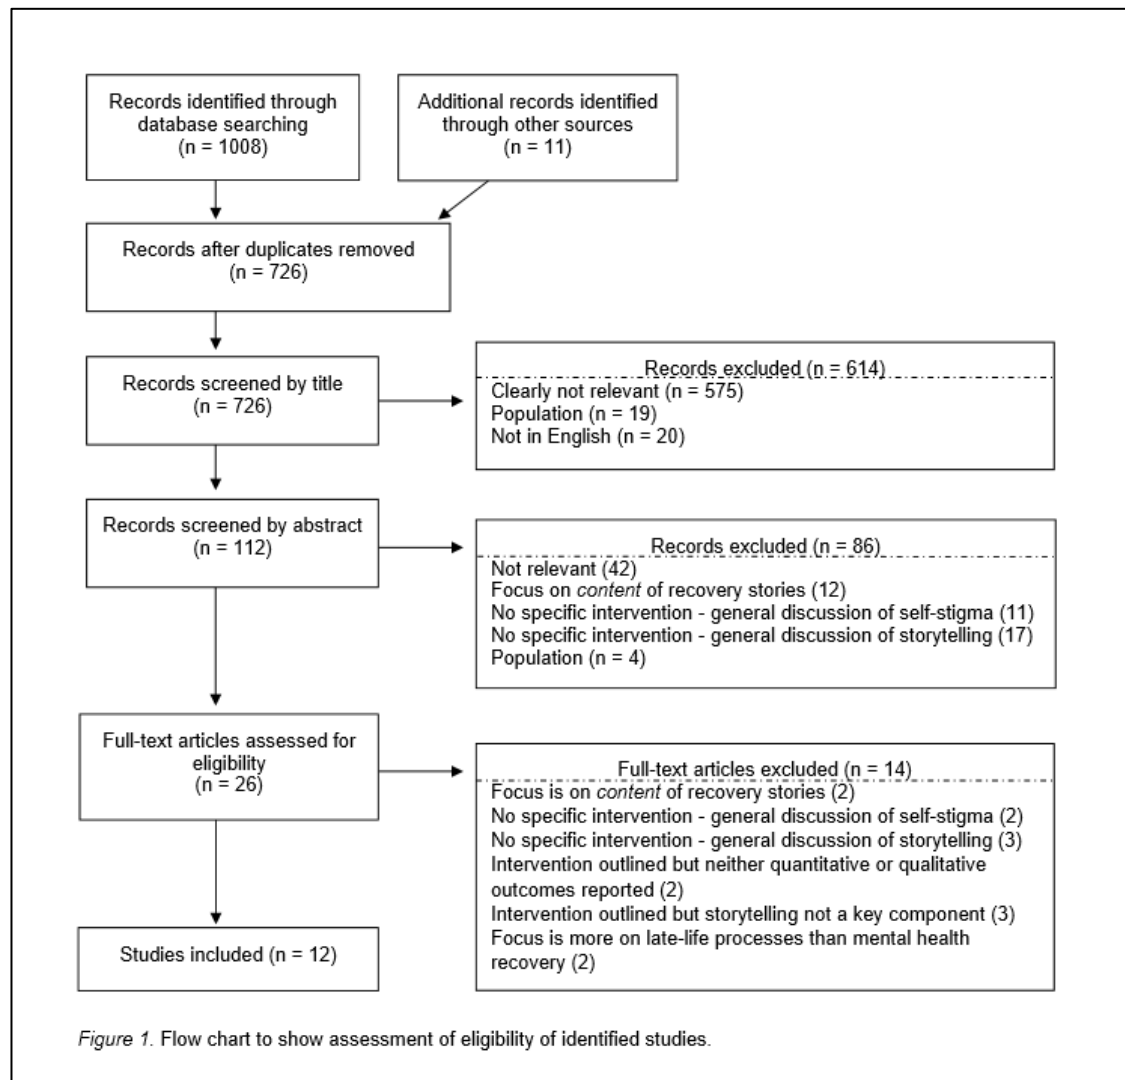 Records identified through
database searching
(n = 1008)
Additional records identified
through other sources
(n = 11)
Records after duplicates removed
(n = 726)
Records screened by title
(n = 726)
Records excluded (n = 614)
Clearly not relevant (n = 575)
Population (n = 19)
Not in English (n = 20)
Records screened by abstract
(n = 112)
Records excluded (n = 86)
Not relevant (42)
Focus on content of recovery stories (12)
No specific intervention - general discussion of self-stigma (11)
No specific intervention - general discussion of storytelling (17)
Population (n = 4)
Full-text articles assessed for
eligibility
(n = 26)
Full-text articles excluded (n = 14)
Focus is on content of recovery stories (2)
No specific intervention - general discussion of self-stigma (2)
No specific intervention - general discussion of storytelling (3)
Intervention outlined but neither quantitative or qualitative
outcomes reported (2)
Intervention outlined but storytelling not a key component (3)
Focus is more on late-life processes than mental health
recovery (2)
Studies included (n = 12)
Figure 1. Flow chart to show assessment of eligibility of identified studies.